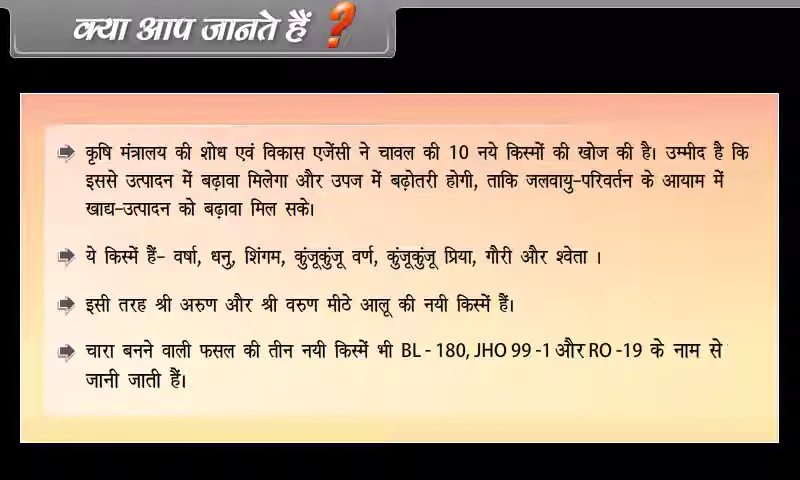 क्या आप जानते हैं ?
कृषि मंत्रालय की शोध एवं विकास एजेंसी ने चावल की 10 नये किस्मों की खोज की है। उम्मीद है कि
इससे उत्पादन में बढ़ावा मिलेगा और उपज में बढ़ोतरी होगी, ताकि जलवायु-परिवर्तन के आयाम में
खाद्य-उत्पादन को बढ़ावा मिल सके।
ये किस्में हैं- वर्षा, धनु, शिंगम, कुंजूकुंजू वर्ण, कुंजूकुंजू प्रिया, गौरी और श्वेता ।
इसी तरह श्री अरुण और श्री वरुण मीठे आलू की नयी किस्में हैं।
चारा बनने वाली फसल की तीन नयी किस्में भी BL - 180, JHO 99 -1 और RO -19 के नाम से
जानी जाती हैं।